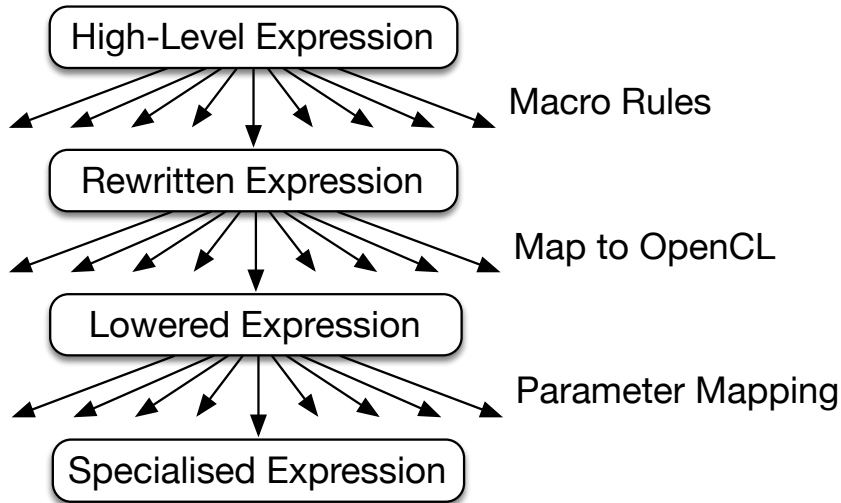 High-Level Expression
Macro Rules
Rewritten Expression
Map to OpenCL
Lowered Expression
Parameter Mapping
Specialised Expression